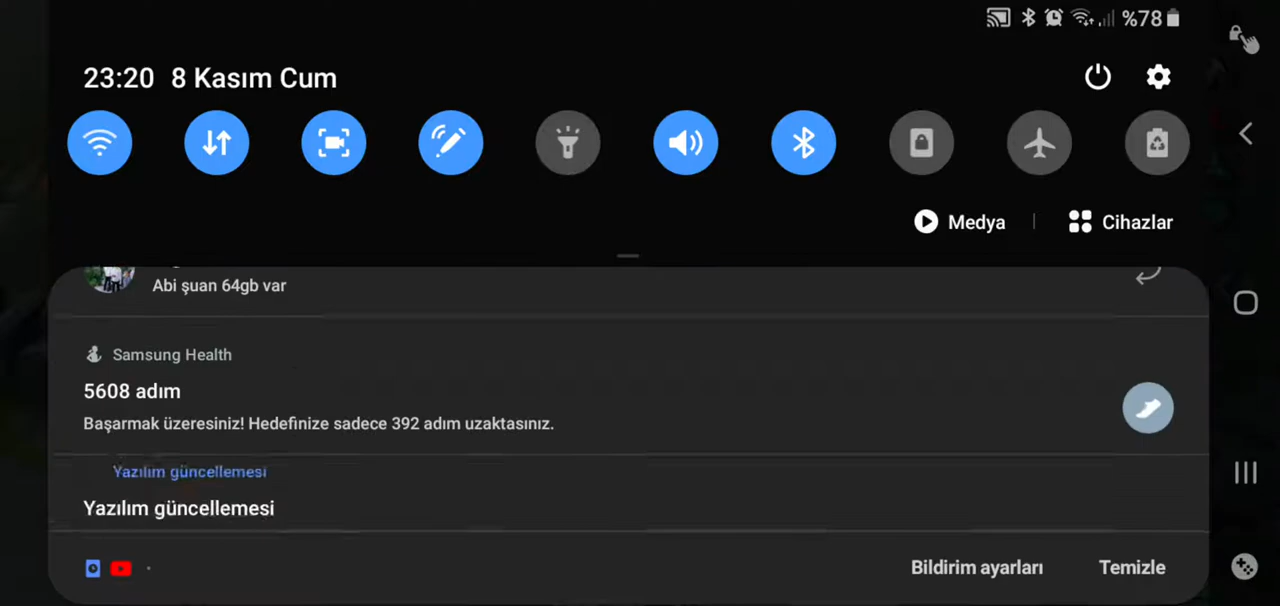 %78
23:20 8 Kasım Cum
Medya
Cihazlar
Abi şuan 64gb var
Samsung Health
5608 adım
Başarmak üzeresiniz! Hedefinize sadece 392 adım uzaktasınız.
Yazılım güncellemesi
Yazılım güncellemesi
Bildirim ayarları
Temizle